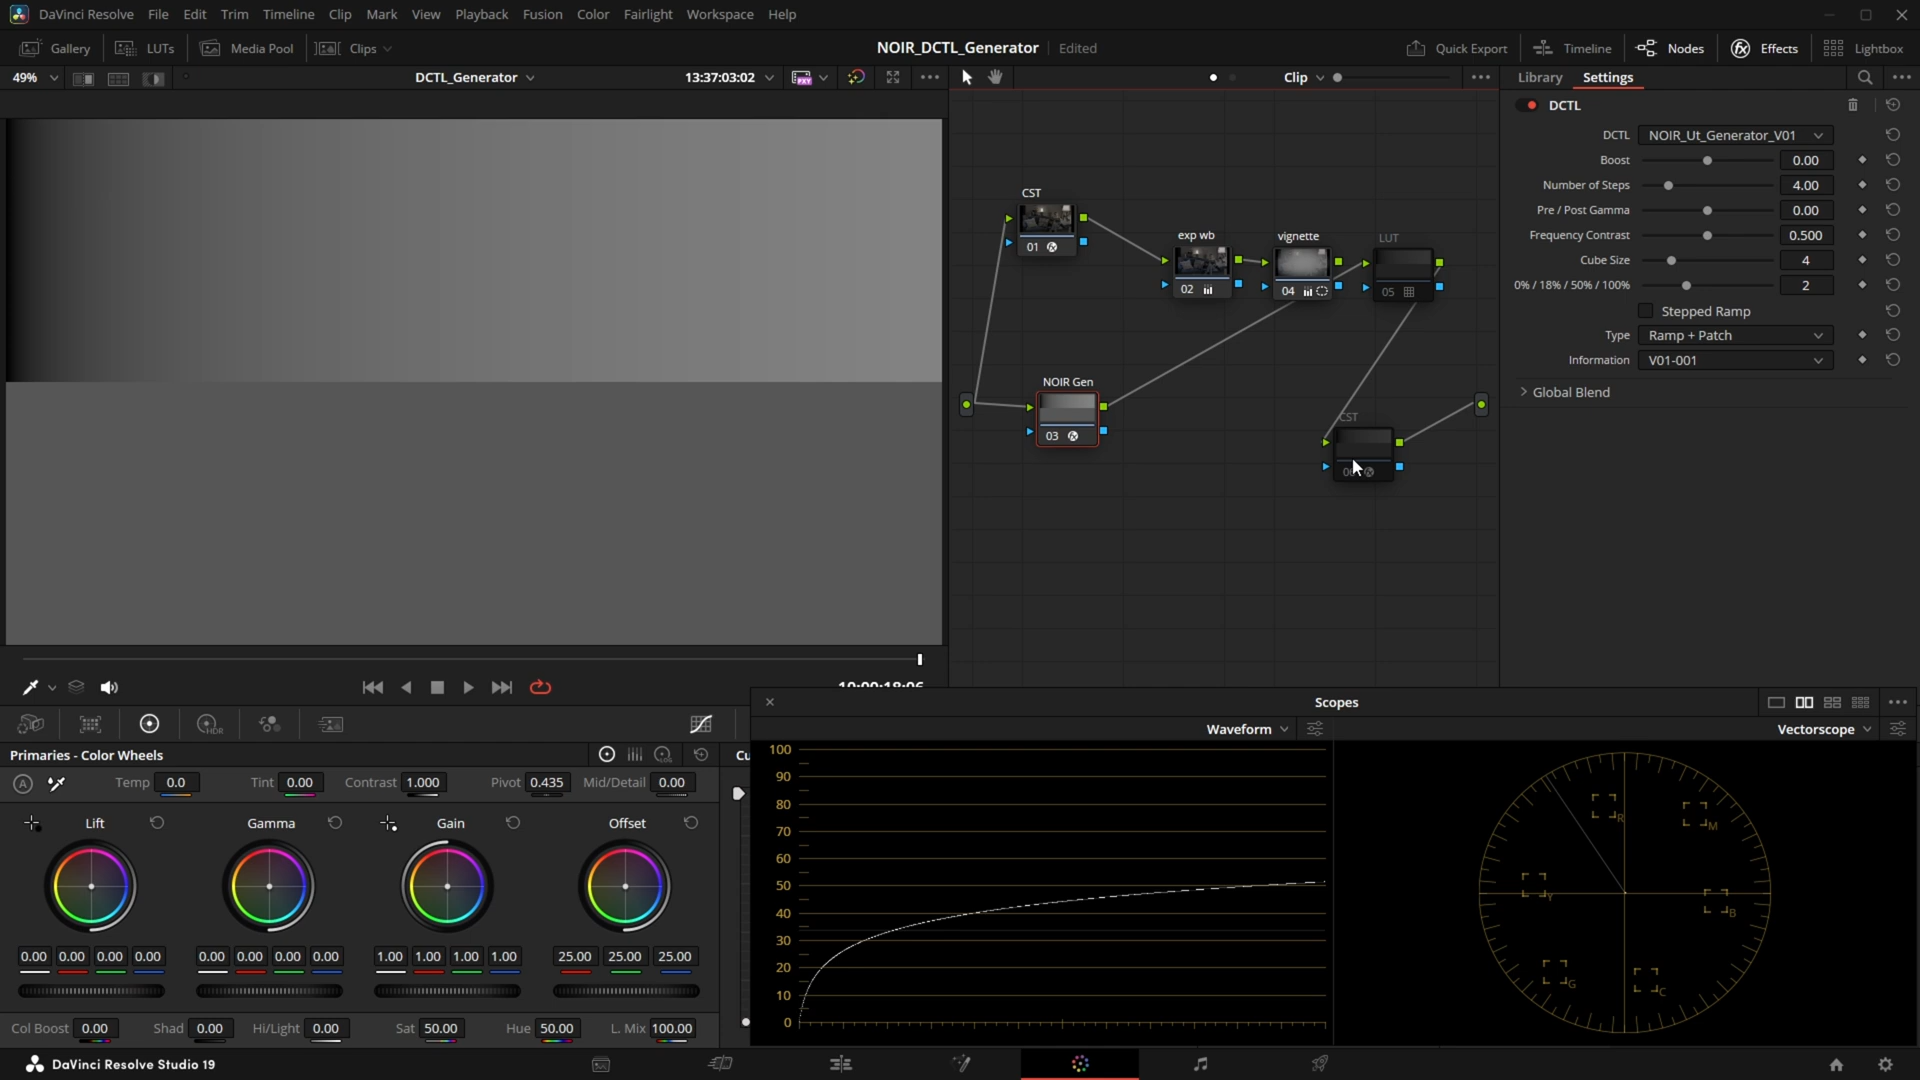 DaVinci Resolve File Edit Trim Timeline Clip Mark View Playback Fusion Color Fairlight Workspace Help
Gallery LUTs Media Pool Clips NOIR_DCTL_Generator Edited Quick Export Timeline Nodes Effects Lightbox
49% DCTL_Generator 13:37:03:02 PXY Clip Library Settings
DCTL
DCTL NOIR_Ut_Generator_V01
Boost 0.00
Number of Steps 4.00
Pre / Post Gamma 0.00
Frequency Contrast 0.500
Cube Size 4
0% / 18% / 50% / 100% 2
Stepped Ramp
Type Ramp + Patch
Information V01-001
Global Blend
CST
01
exp wb
02
vignette
04
LUT
05
NOIR Gen
03
CST
Scopes
Waveform
Vectorscope
100
90
80
70
60
50
40
30
20
10
0
R
M
Y
B
G
C
Primaries - Color Wheels
Cu
A Temp 0.0 Tint 0.00 Contrast 1.000 Pivot 0.435 Mid/Detail 0.00
Lift Gamma Gain Offset
0.00 0.00 0.00 0.00 0.00 0.00 0.00 0.00 1.00 1.00 1.00 1.00 25.00 25.00 25.00
Col Boost 0.00 Shad 0.00 Hi/Light 0.00 Sat 50.00 Hue 50.00 L. Mix 100.00
DaVinci Resolve Studio 19